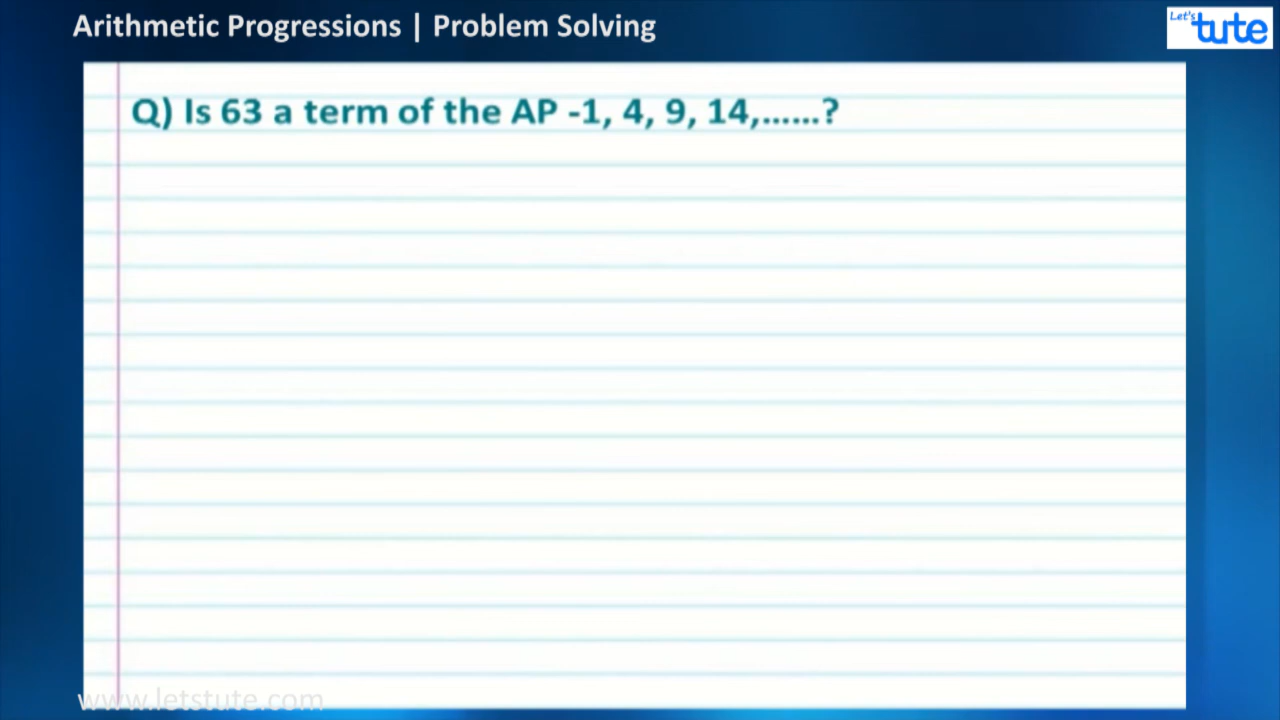 Arithmetic Progressions | Problem Solving
Let's
tute
Q) Is 63 a term of the AP -1, 4, 9, 14,......?
www.letstute.com